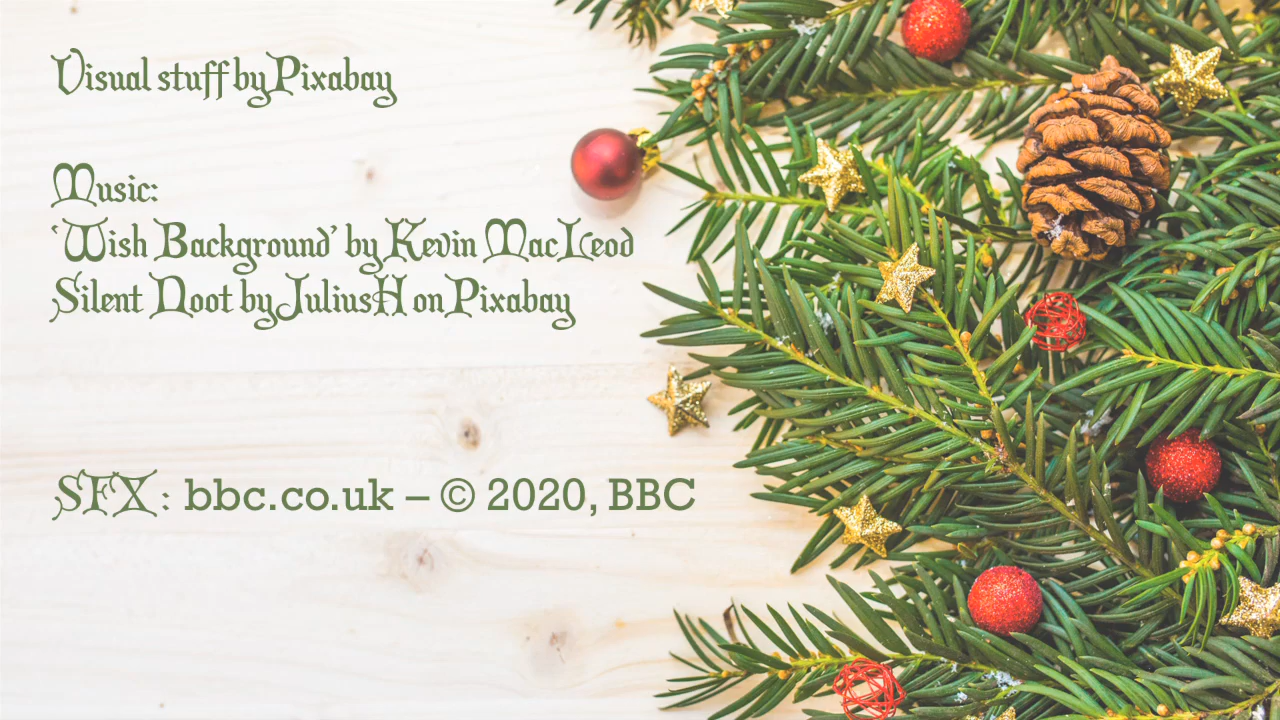 Visual stuff by Pixabay
Music:
‘Wish Background’ by Kevin MacLeod
Silent Noot by JuliusH on Pixabay
SFX: bbc.co.uk – © 2020, BBC